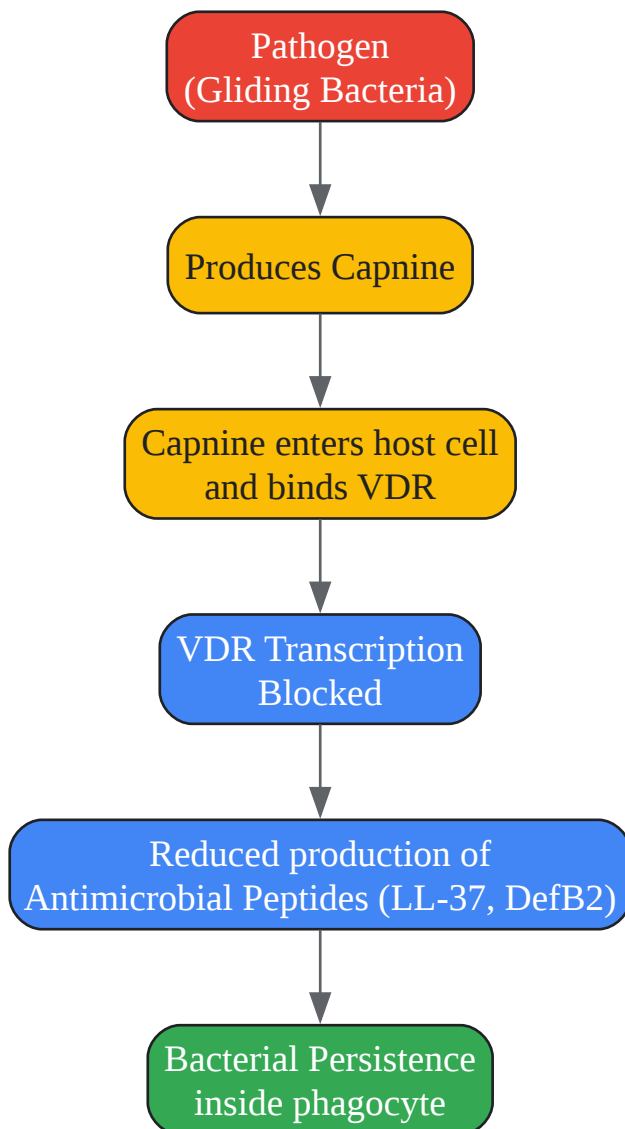 Pathogen
(Gliding Bacteria)
Produces Capnine
Capnine enters host cell
and binds VDR
VDR Transcription
Blocked
Reduced production of
Antimicrobial Peptides (LL-37, DefB2)
Bacterial Persistence
inside phagocyte